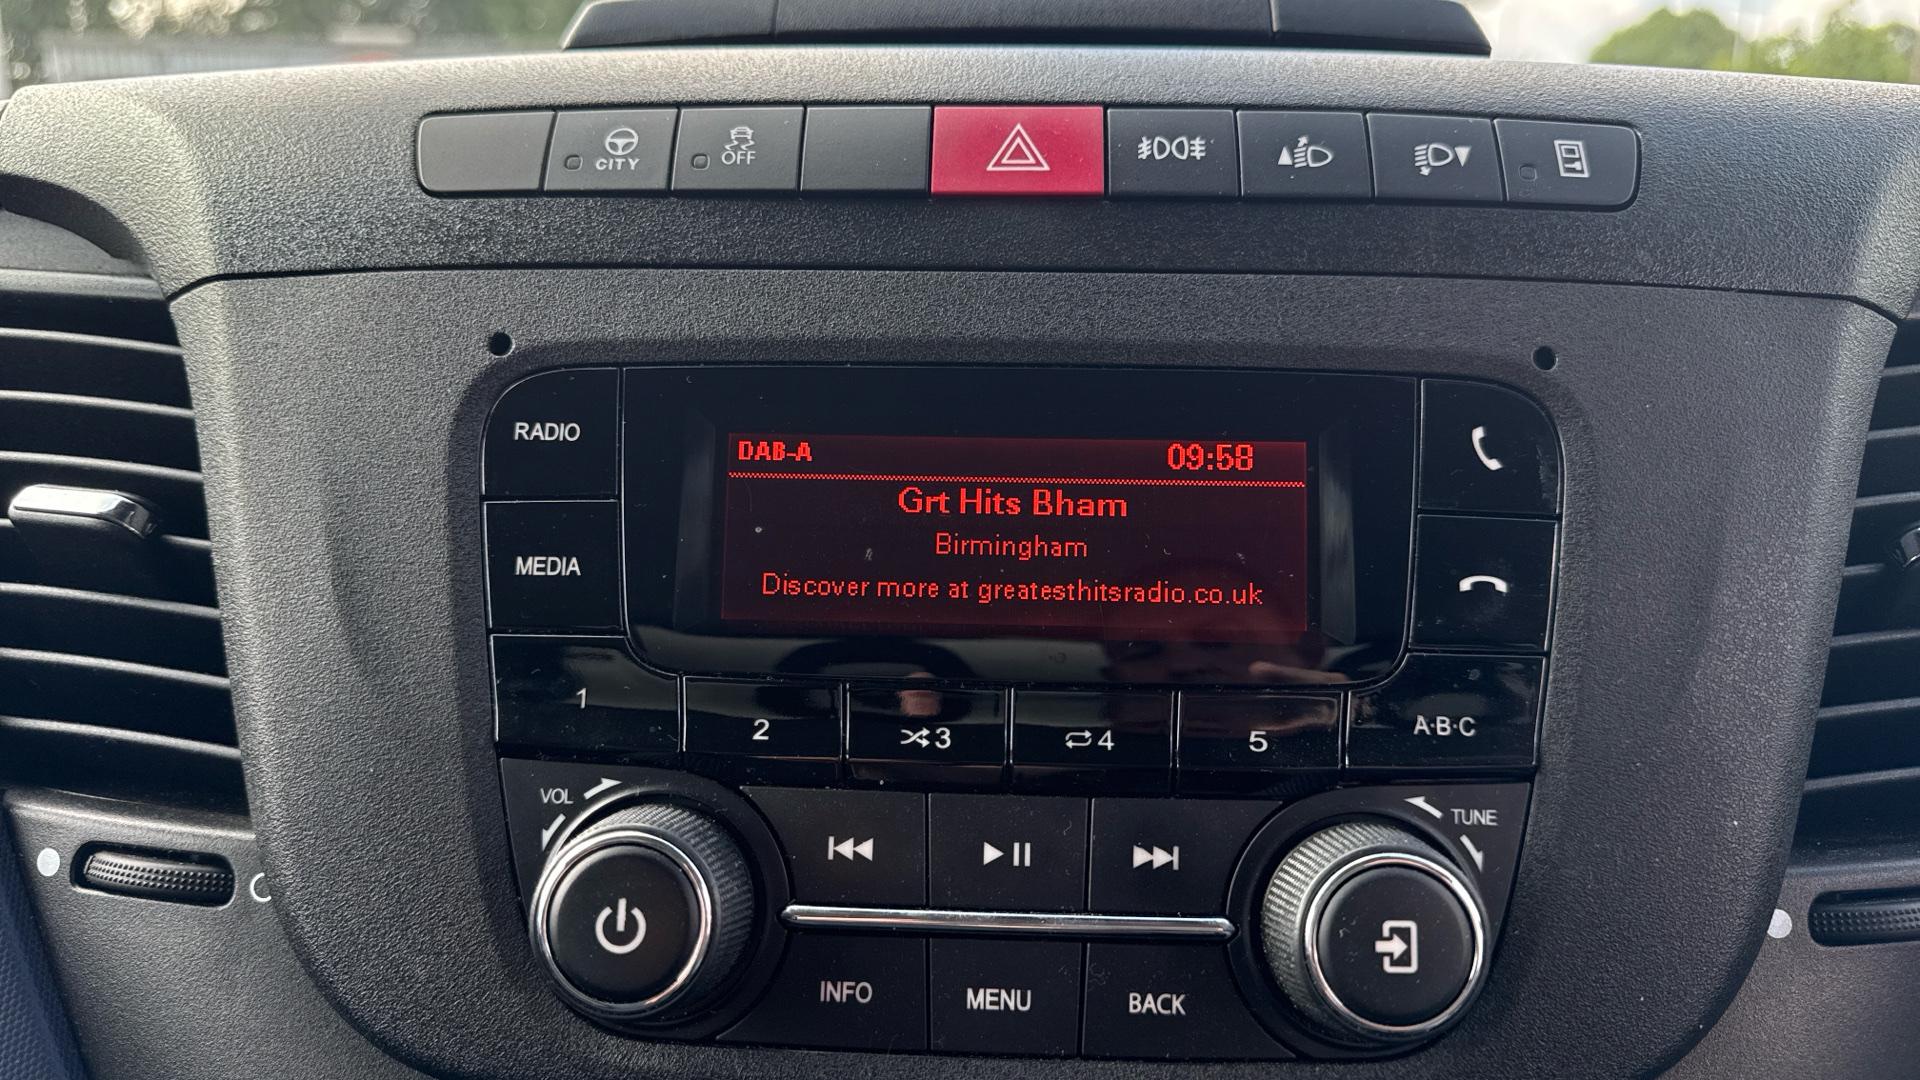 CITY
OFF
RADIO
MEDIA
DAB-A 09:58
Grt Hits Bham
Birmingham
Discover more at greatesthitsradio.co.uk
1 2 3 4 5 A·B·C
VOL
TUNE
INFO MENU BACK